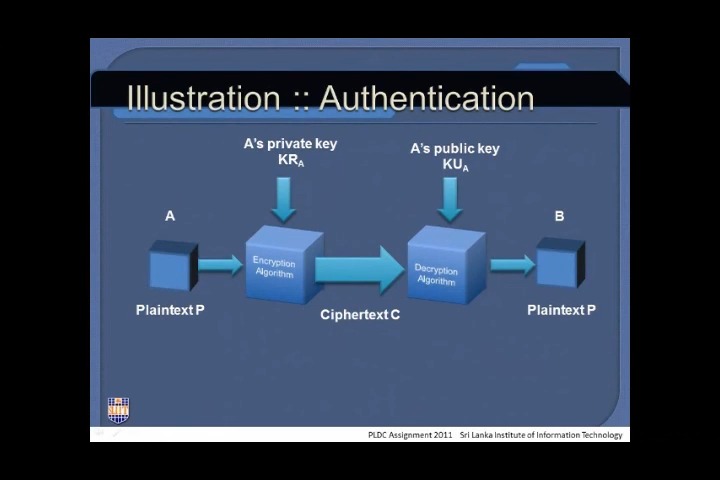 Illustration :: Authentication
A's private key
KRA
A's public key
KUA
A
B
Encryption
Algorithm
Decryption
Algorithm
Plaintext P
Ciphertext C
Plaintext P
PLDC Assignment 2011 Sri Lanka Institute of Information Technology